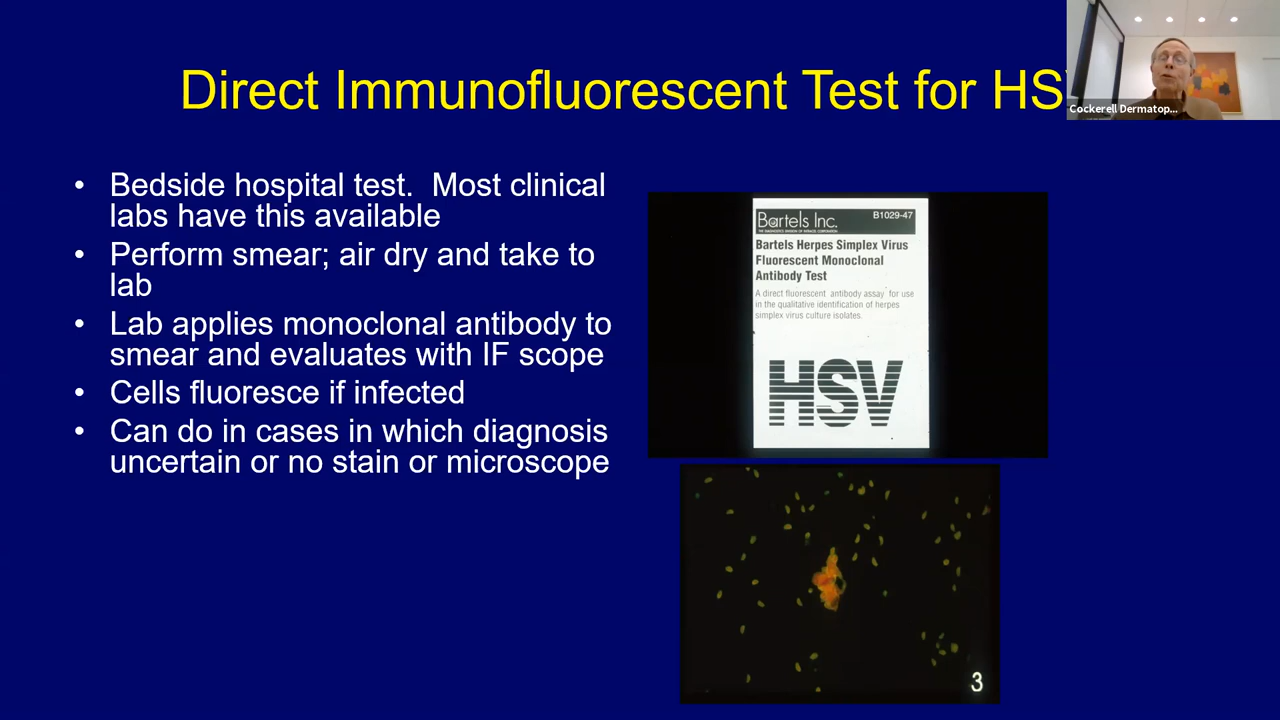 Direct Immunofluorescent Test for HS
Cockerell Dermatop...
• Bedside hospital test. Most clinical
labs have this available
• Perform smear; air dry and take to
lab
• Lab applies monoclonal antibody to
smear and evaluates with IF scope
• Cells fluoresce if infected
• Can do in cases in which diagnosis
uncertain or no stain or microscope
Bartels Inc.
B1029-47
Bartels Herpes Simplex Virus
Fluorescent Monoclonal
Antibody Test
A direct fluorescent antibody assay for use
in the qualitative identification of herpes
simplex virus culture isolates.
HSV
3